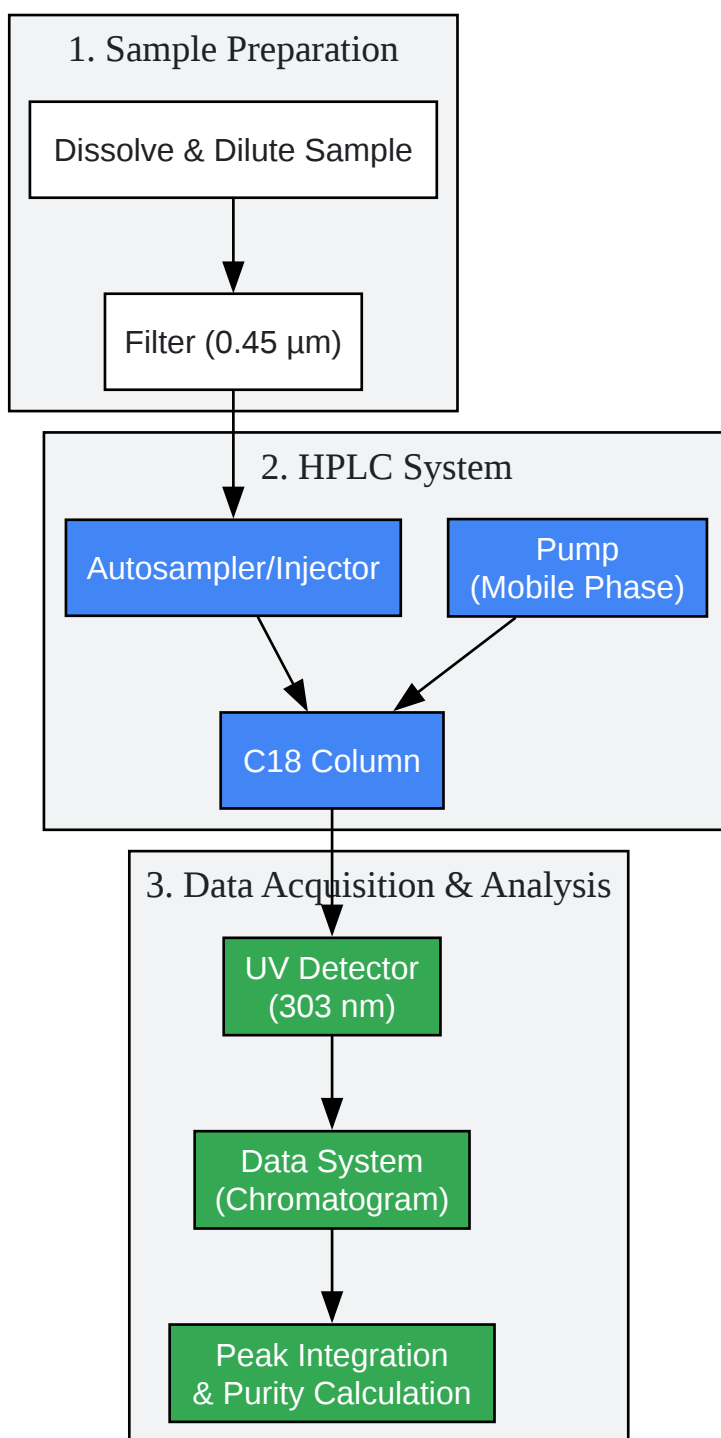 1. Sample Preparation
Dissolve & Dilute Sample
Filter (0.45 µm)
2. HPLC System
Autosampler/Injector
Pump
(Mobile Phase)
C18 Column
3. Data Acquisition & Analysis
UV Detector
(303 nm)
Data System
(Chromatogram)
Peak Integration
& Purity Calculation